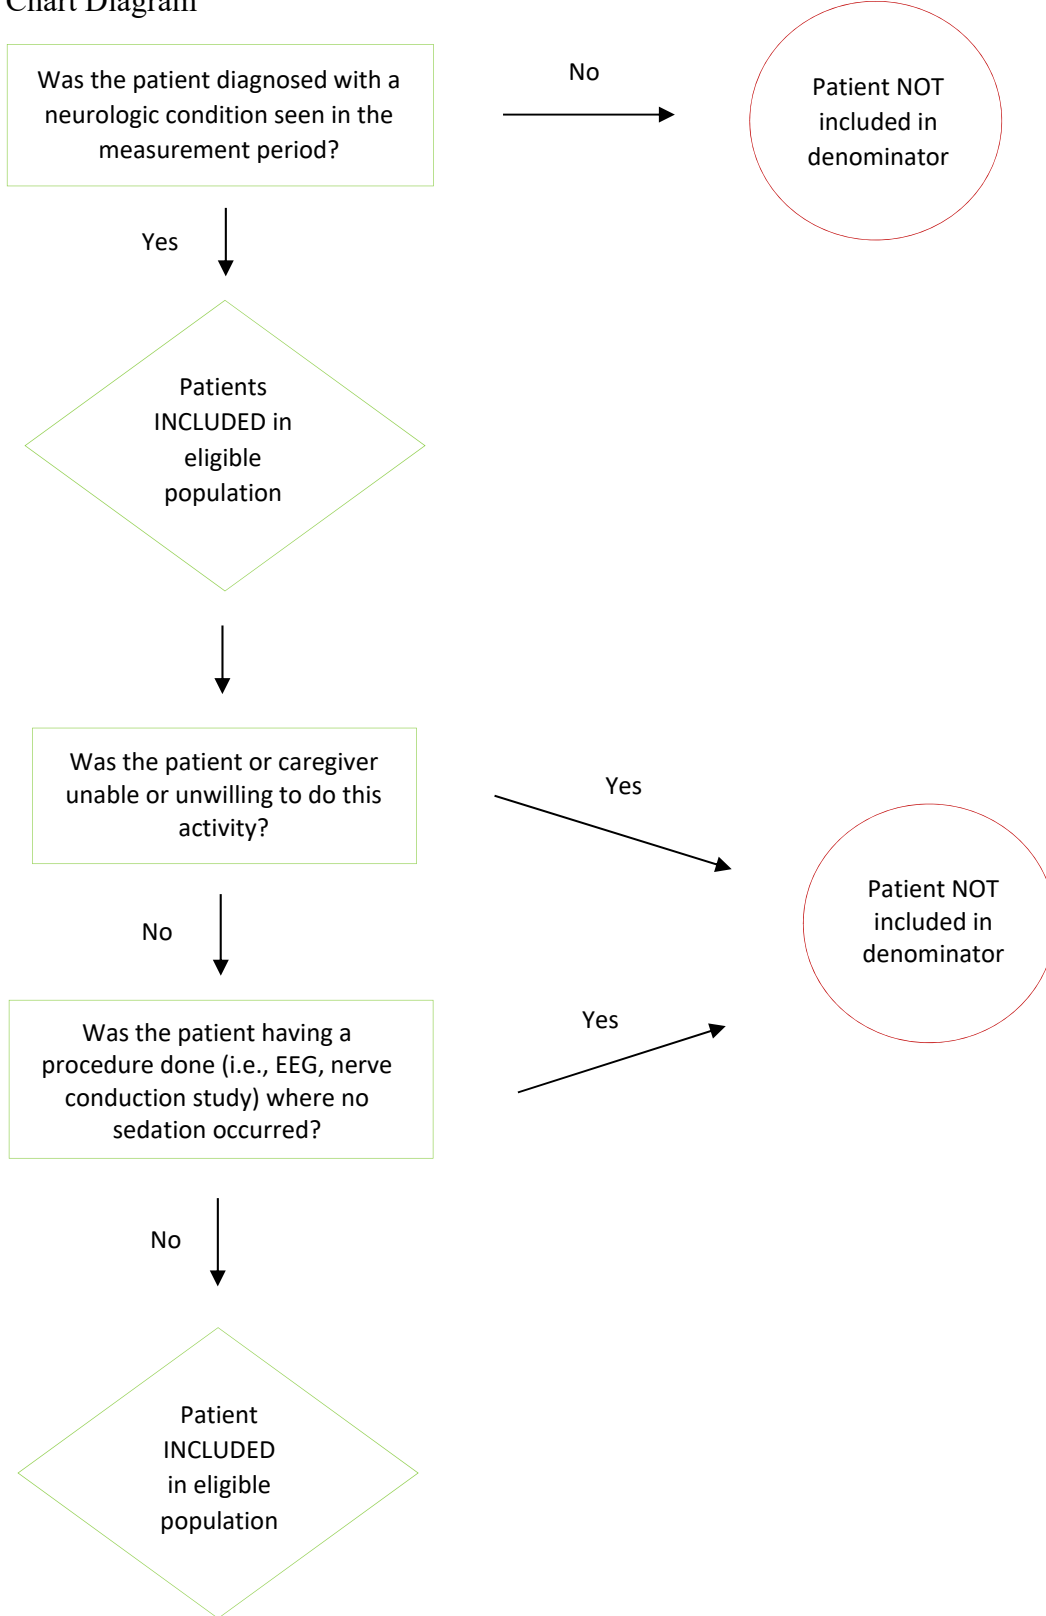 Chart Diagram
Was the patient diagnosed with a
neurologic condition seen in the
measurement period?
No
Patient NOT
included in
denominator
Yes
Patients
INCLUDED in
eligible
population
Was the patient or caregiver
unable or unwilling to do this
activity?
Yes
Patient NOT
included in
denominator
No
Was the patient having a
procedure done (i.e., EEG, nerve
conduction study) where no
sedation occurred?
Yes
No
Patient
INCLUDED
in eligible
population